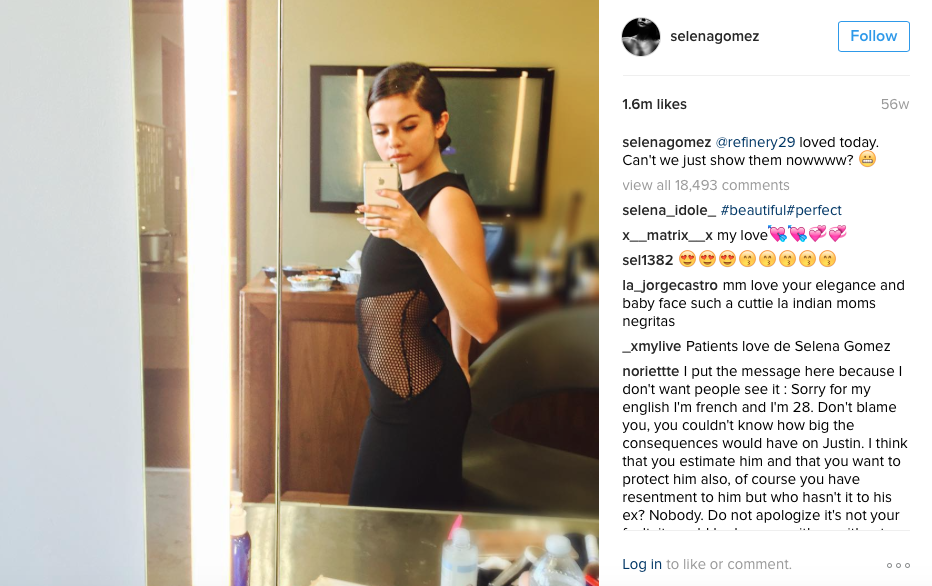 selenagomez
Follow
1.6m likes
56w
selenagomez @refinery29 loved today.
Can't we just show them nowwww? 😬
view all 18,493 comments
selena_idole_ #beautiful#perfect
x__matrix__x my love💘💘💞💞
sel1382 😍😍😍😙😙😙😙😙
la_jorgecastro mm love your elegance and
baby face such a cuttie la indian moms
negritas
_xmylive Patients love de Selena Gomez
noriettte I put the message here because I
don't want people see it : Sorry for my
english I'm french and I'm 28. Don't blame
you, you couldn't know how big the
consequences would have on Justin. I think
that you estimate him and that you want to
protect him also, of course you have
resentment to him but who hasn't it to his
ex? Nobody. Do not apologize it's not your
Log in to like or comment.